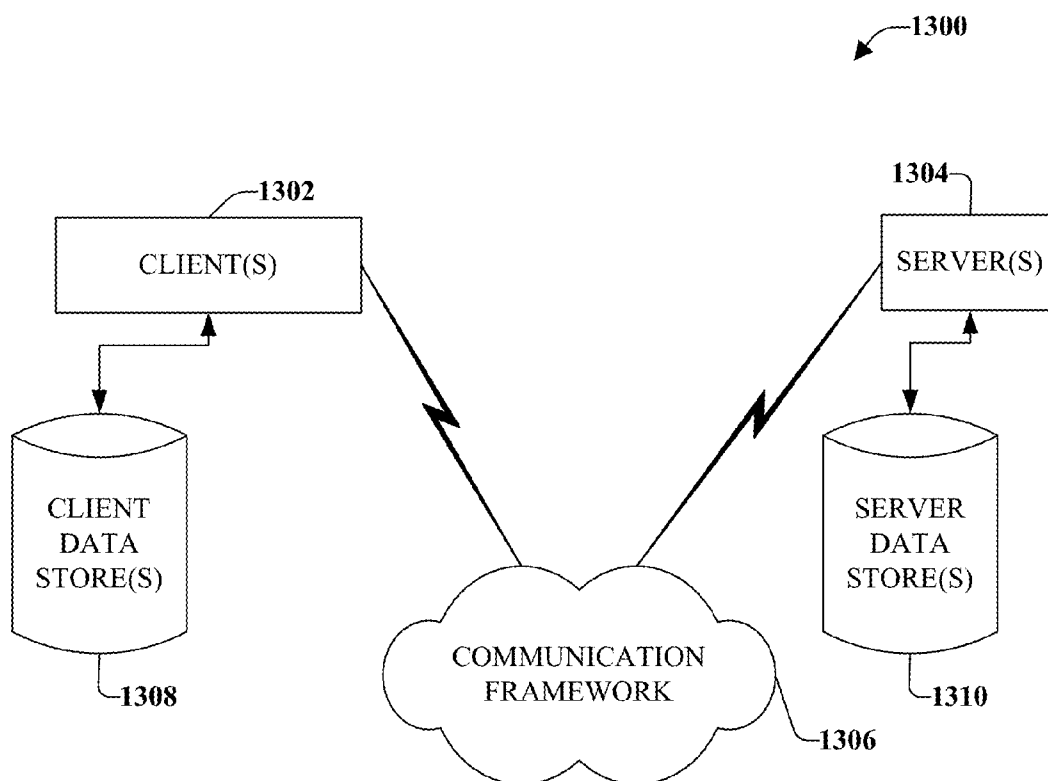 1300
1302
1304
CLIENT(S)
SERVER(S)
CLIENT
DATA
STORE(S)
SERVER
DATA
STORE(S)
COMMUNICATION
FRAMEWORK
1308
1310
1306